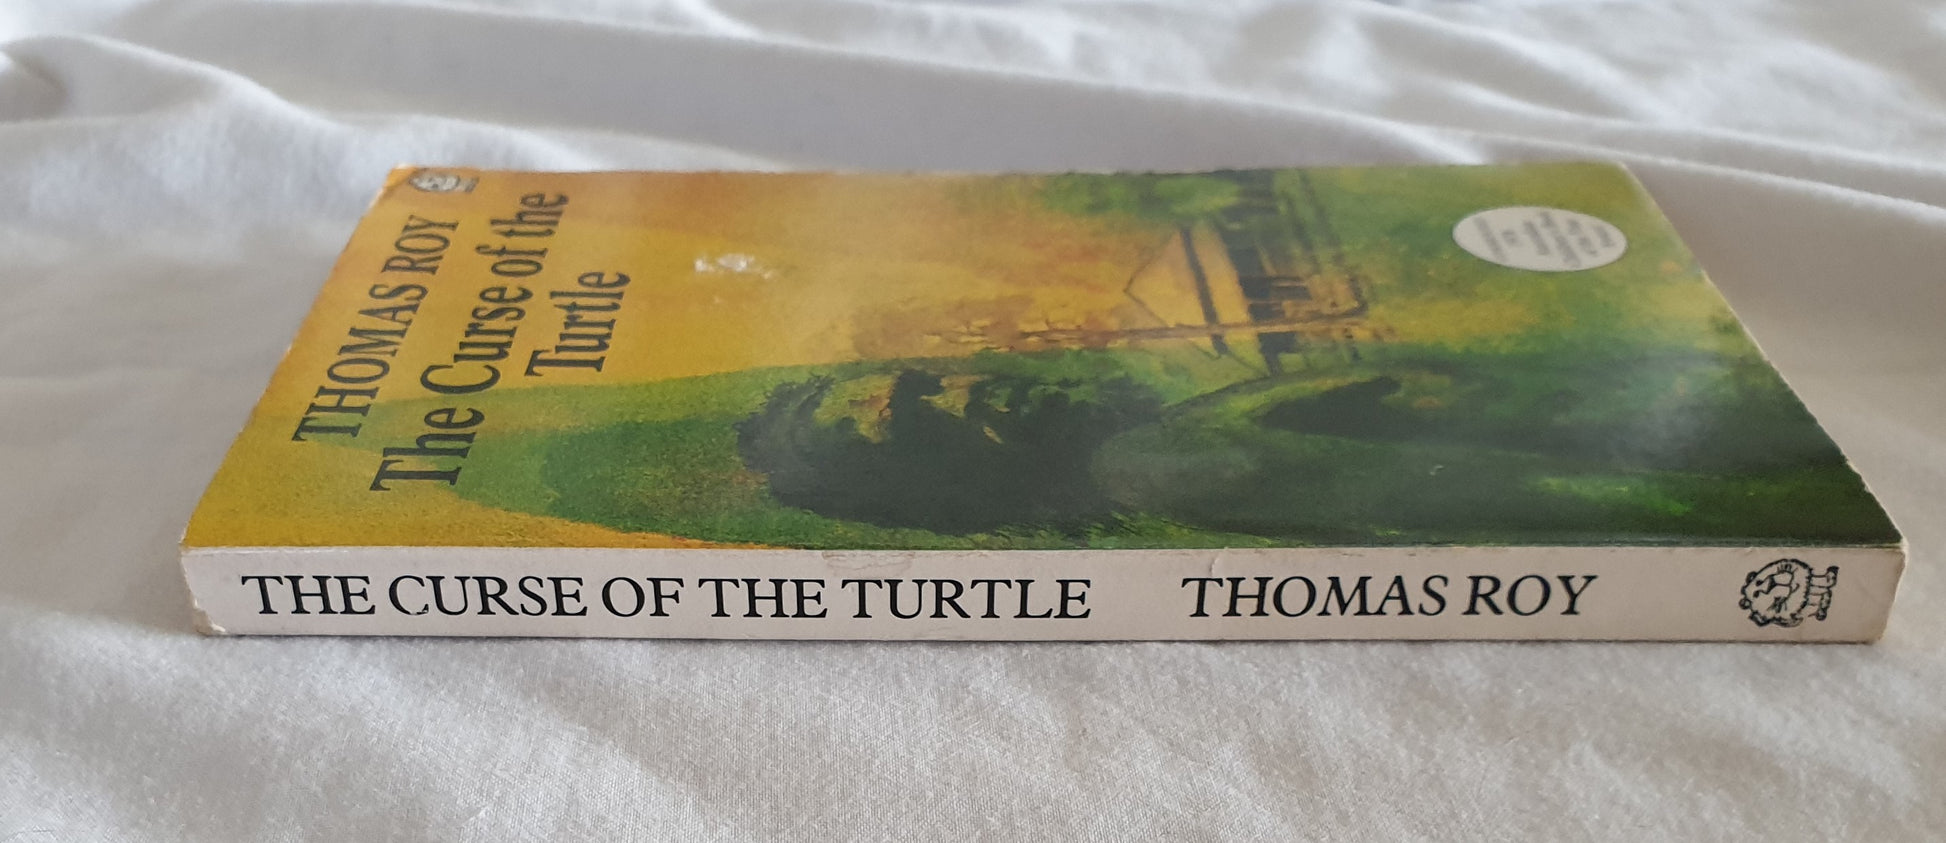 THOMAS ROY
The Curse of the
Turtle
THE CURSE OF THE TURTLE THOMAS ROY